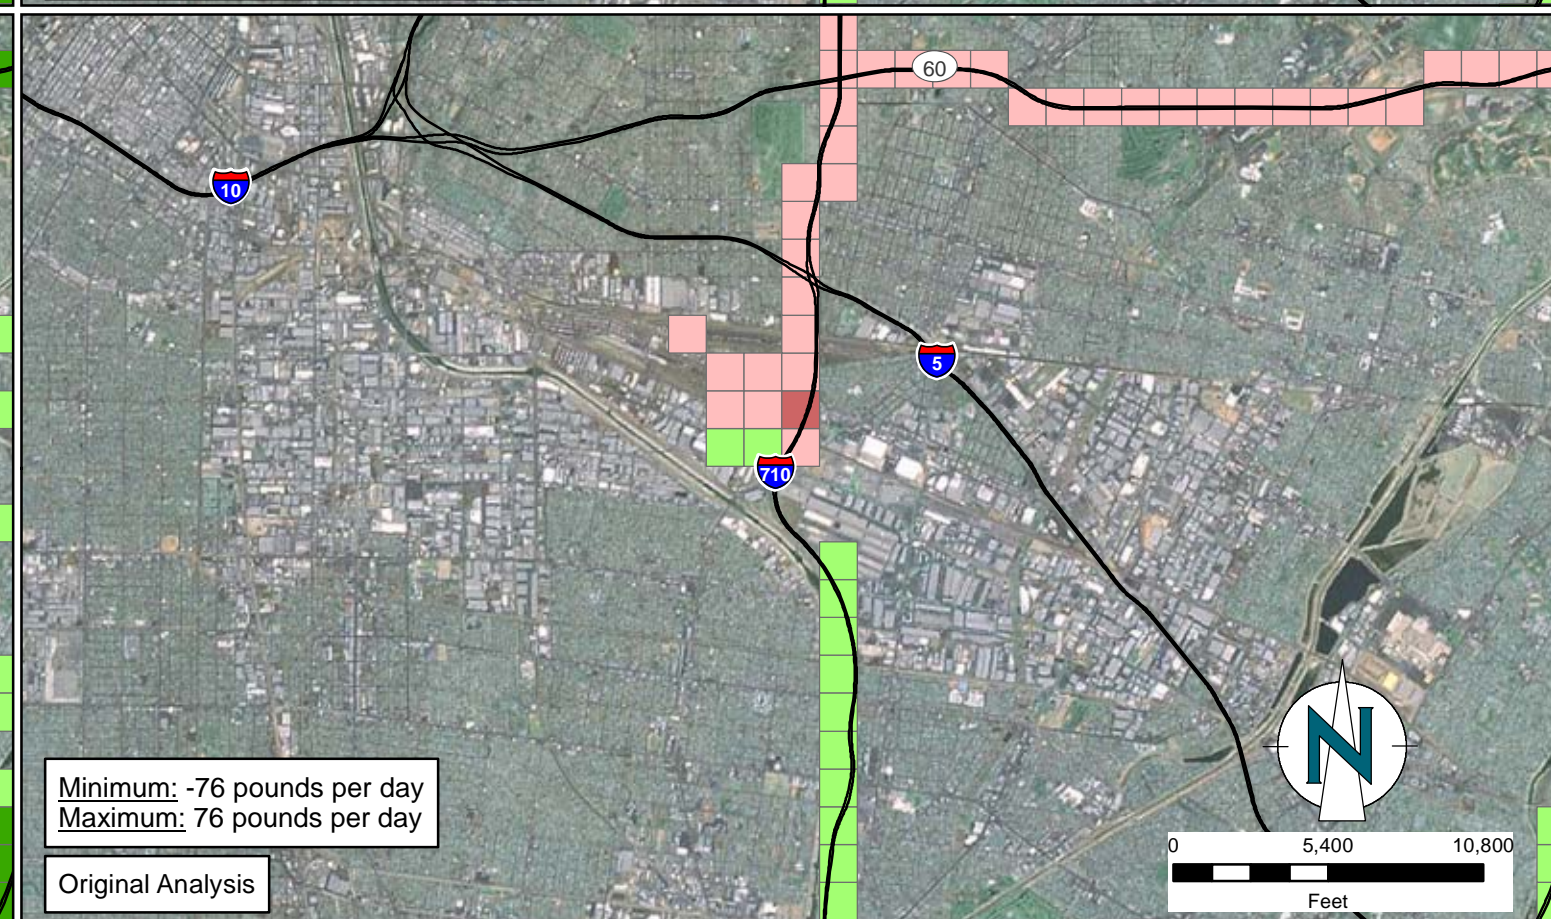 60
10
5
710
Minimum: -76 pounds per day
Maximum: 76 pounds per day
Original Analysis
N
0 5,400 10,800
Feet